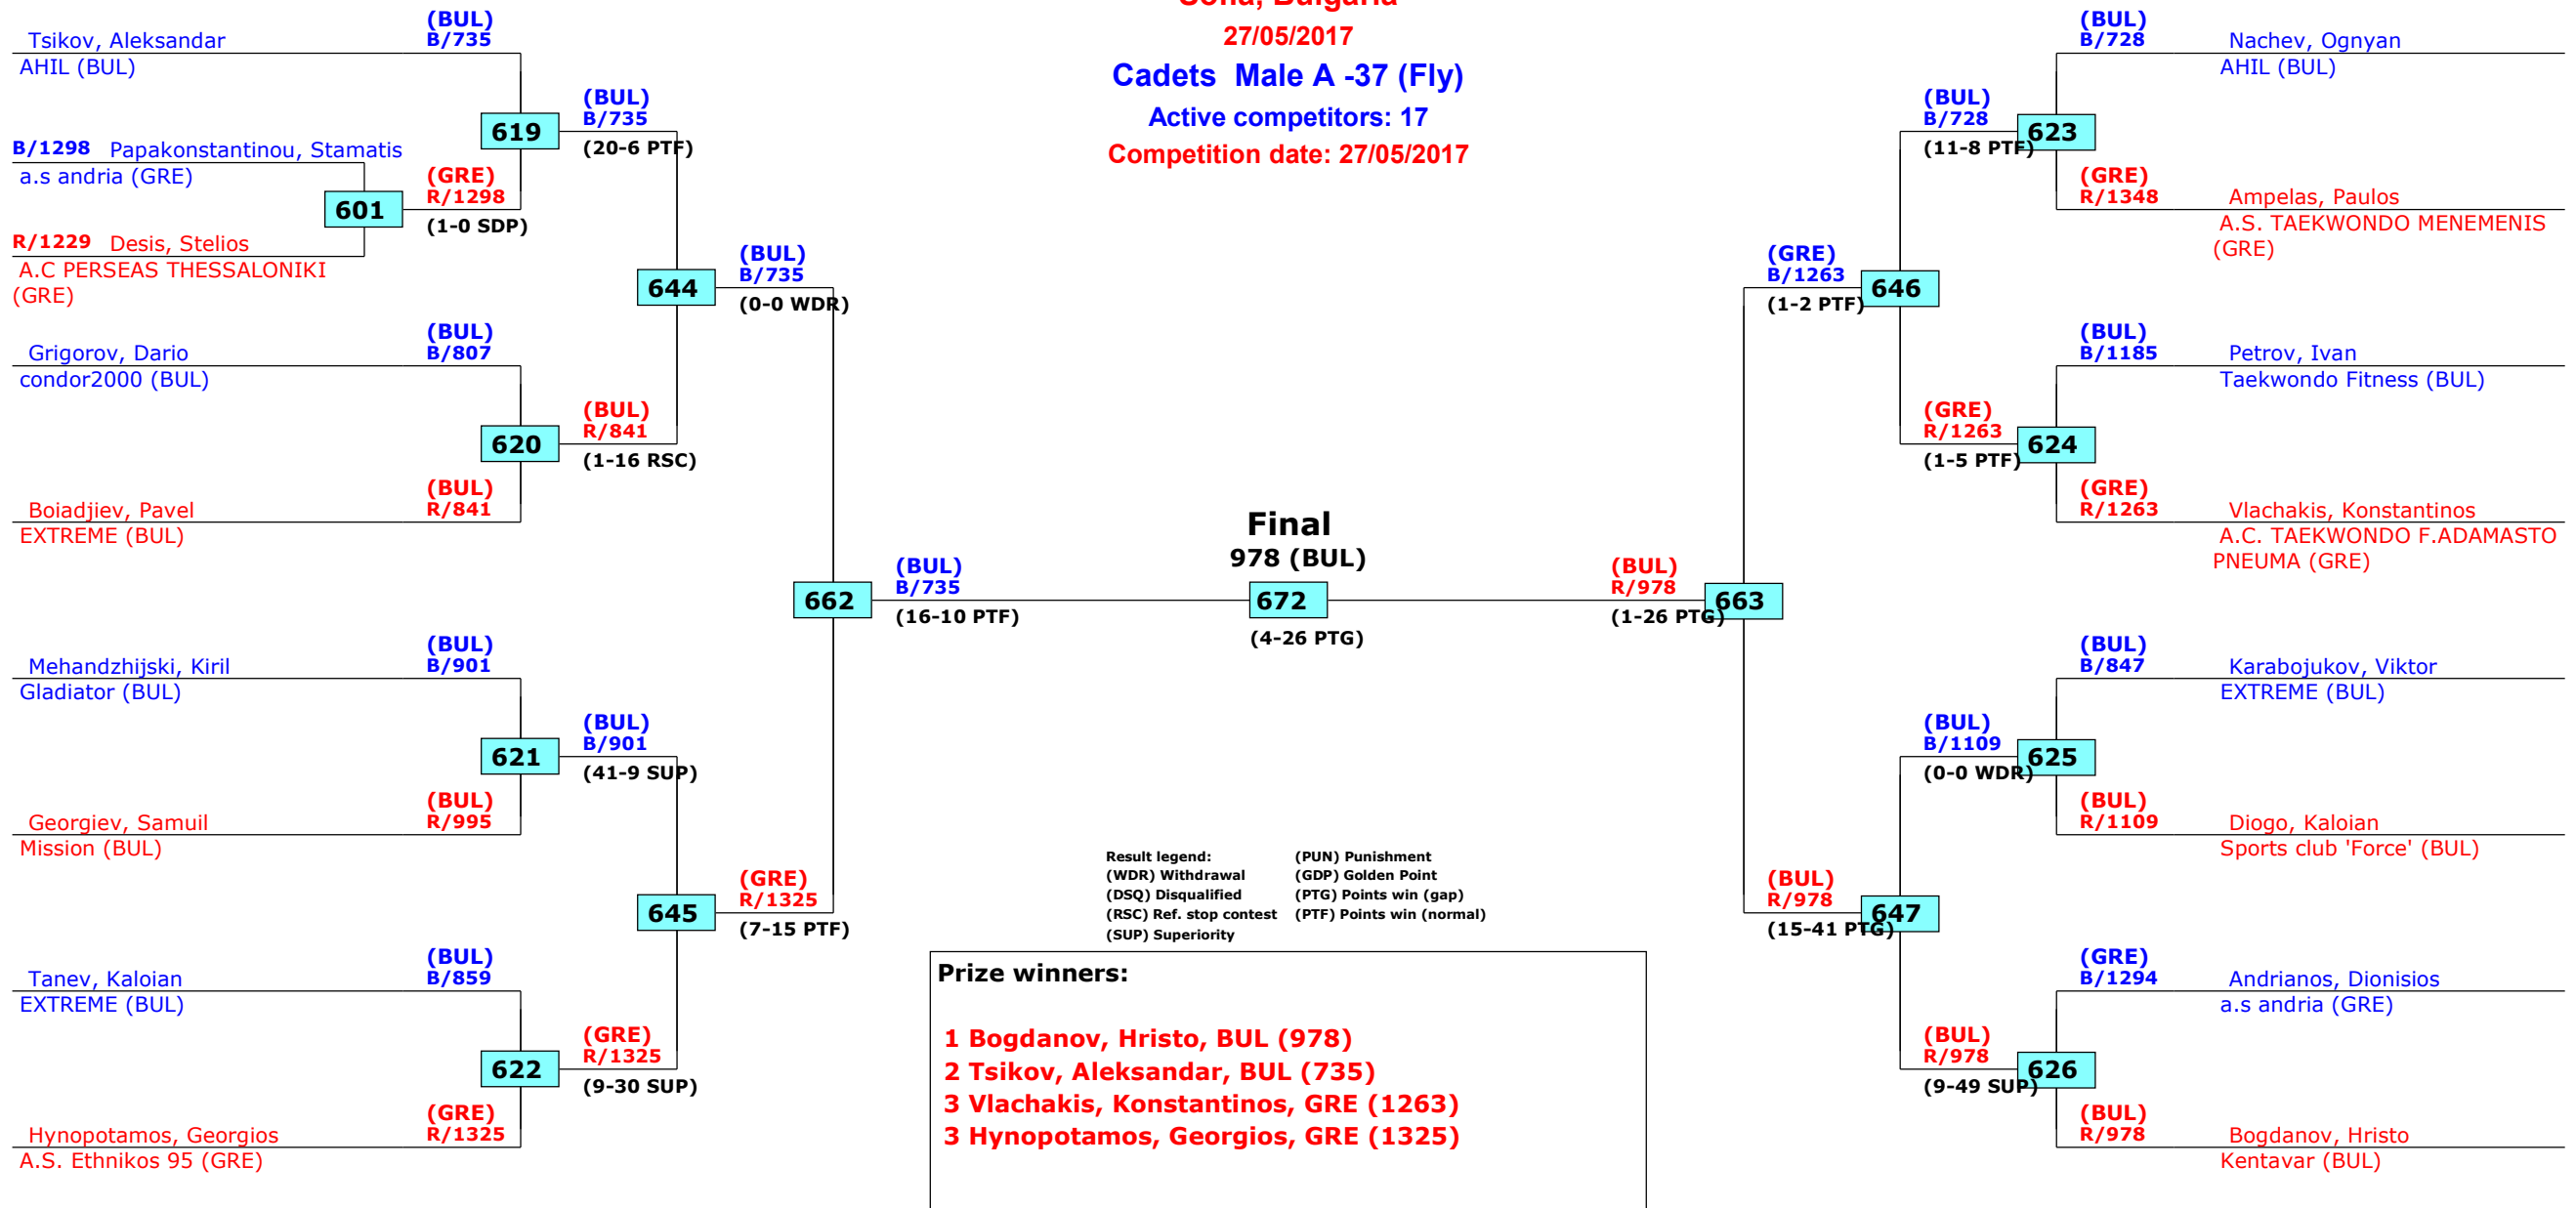 Sofia, Bulgaria
27/05/2017
Cadets Male A -37 (Fly)
Active competitors: 17
Competition date: 27/05/2017
(BUL)
Tsikov, Aleksandar B/735
AHIL (BUL)
619
(BUL)
B/735
(20-6 PTF)
B/1298 Papakonstantinou, Stamatis
a.s andria (GRE)
601
(GRE)
R/1298
(1-0 SDP)
R/1229 Desis, Stelios
A.C PERSEAS THESSALONIKI
(GRE)
644
(BUL)
B/735
(0-0 WDR)
(BUL)
Grigorov, Dario B/807
condor2000 (BUL)
620
(BUL)
R/841
(1-16 RSC)
(BUL)
Boiadjiev, Pavel R/841
EXTREME (BUL)
662
(BUL)
B/735
(16-10 PTF)
(BUL)
Mehandzhijski, Kiril B/901
Gladiator (BUL)
621
(BUL)
B/901
(41-9 SUP)
(BUL)
Georgiev, Samuil R/995
Mission (BUL)
645
(GRE)
R/1325
(7-15 PTF)
(BUL)
Tanev, Kaloian B/859
EXTREME (BUL)
622
(GRE)
R/1325
(9-30 SUP)
(GRE)
Hynopotamos, Georgios R/1325
A.S. Ethnikos 95 (GRE)
Final
978 (BUL)
672
(4-26 PTG)
(BUL)
B/728 Nachev, Ognyan
AHIL (BUL)
(BUL)
B/728
(11-8 PTF)
623
(GRE)
R/1348 Ampelas, Paulos
A.S. TAEKWONDO MENEMENIS
(GRE)
(GRE)
B/1263
(1-2 PTF)
646
(BUL)
B/1185 Petrov, Ivan
Taekwondo Fitness (BUL)
(GRE)
R/1263
(1-5 PTF)
624
(GRE)
R/1263 Vlachakis, Konstantinos
A.C. TAEKWONDO F.ADAMASTO
PNEUMA (GRE)
(BUL)
R/978
(1-26 PTG)
663
(BUL)
B/847 Karabojukov, Viktor
EXTREME (BUL)
(BUL)
B/1109
(0-0 WDR)
625
(BUL)
R/1109 Diogo, Kaloian
Sports club 'Force' (BUL)
(BUL)
R/978
(15-41 PTG)
647
(GRE)
B/1294 Andrianos, Dionisios
a.s andria (GRE)
(BUL)
R/978
(9-49 SUP)
626
(BUL)
R/978 Bogdanov, Hristo
Kentavar (BUL)
Result legend: (PUN) Punishment
(WDR) Withdrawal (GDP) Golden Point
(DSQ) Disqualified (PTG) Points win (gap)
(RSC) Ref. stop contest (PTF) Points win (normal)
(SUP) Superiority
Prize winners:
1 Bogdanov, Hristo, BUL (978)
2 Tsikov, Aleksandar, BUL (735)
3 Vlachakis, Konstantinos, GRE (1263)
3 Hynopotamos, Georgios, GRE (1325)